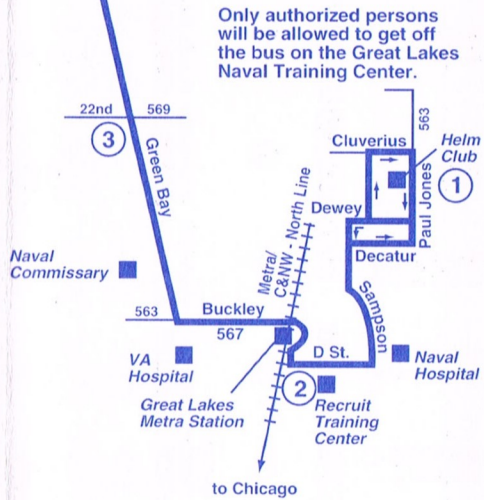 Only authorized persons
will be allowed to get off
the bus on the Great Lakes
Naval Training Center.
22nd 569
563
3
Green Bay
Cluverius
Helm
Club
1
Paul Jones
Metra/
C&NW - North Line
Dewey
Decatur
Naval
Commissary
Sampson
563
Buckley
567
D St.
VA
Hospital
Naval
Hospital
2
Great Lakes
Metra Station
Recruit
Training
Center
to Chicago